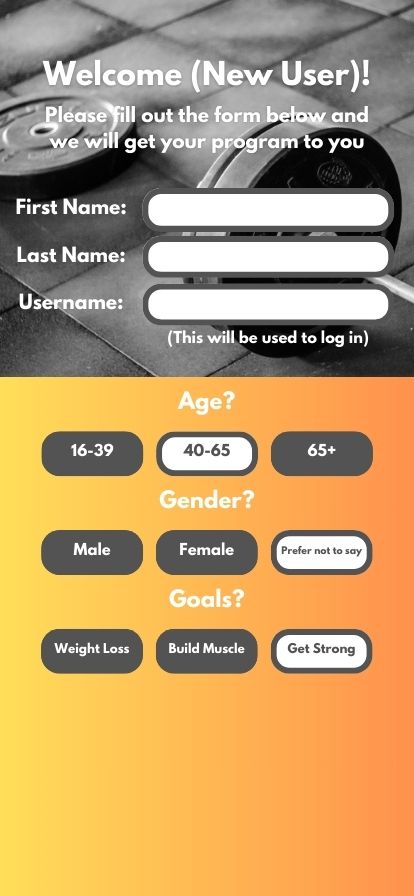 Welcome (New User)!
Please fill out the form below and
we will get your program to you
First Name:
Last Name:
Username:
(This will be used to log in)
Age?
16-39 40-65 65+
Gender?
Male Female Prefer not to say
Goals?
Weight Loss Build Muscle Get Strong